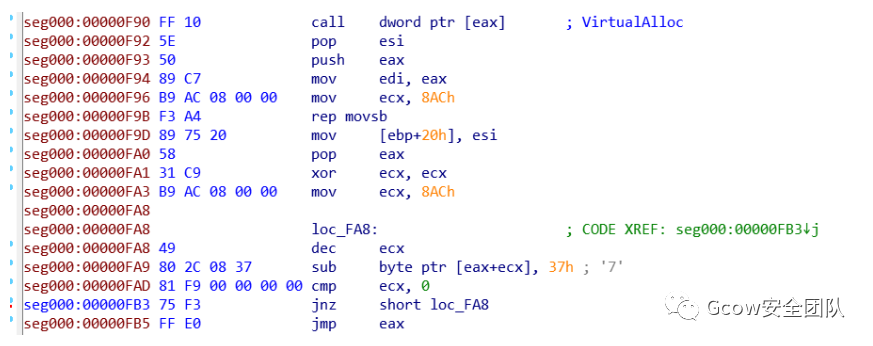 seg000:00000F90 FF 10 call dword ptr [eax] ; VirtualAlloc
seg000:00000F92 5E pop esi
seg000:00000F93 50 push eax
seg000:00000F94 89 C7 mov edi, eax
seg000:00000F96 B9 AC 08 00 00 mov ecx, 8ACh
seg000:00000F9B F3 A4 rep movsb
seg000:00000F9D 89 75 20 mov [ebp+20h], esi
seg000:00000FA0 58 pop eax
seg000:00000FA1 31 C9 xor ecx, ecx
seg000:00000FA3 B9 AC 08 00 00 mov ecx, 8ACh
seg000:00000FA8
seg000:00000FA8 loc_FA8: ; CODE XREF: seg000:00000FB3↓j
seg000:00000FA8 49 dec ecx
seg000:00000FA9 80 2C 08 37 sub byte ptr [eax+ecx], 37h ; '7'
seg000:00000FAD 81 F9 00 00 00 00 cmp ecx, 0
seg000:00000FB3 75 F3 jnz short loc_FA8
seg000:00000FB5 FF E0 jmp eax
Gcow安全团队